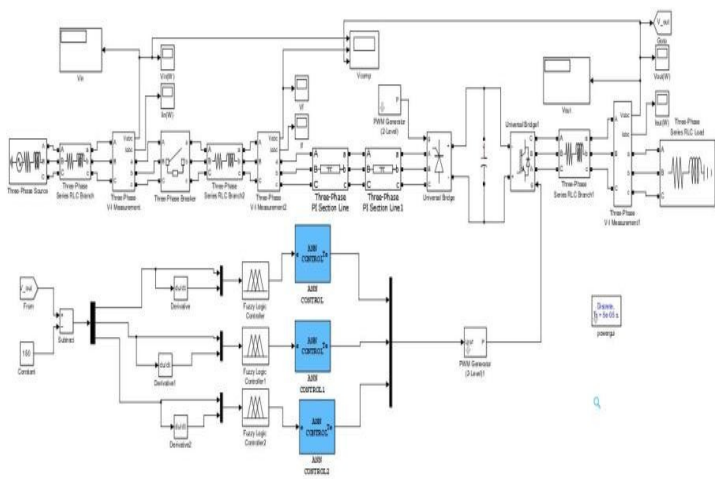 V_out
Goto
Vin
Vin(W)
Iin(W)
Vcomp
Vf
If
Vout
Vout(W)
Iout(W)
PWM Generator
(2-Level)
Universal Bridge1
Three-Phase
Series RLC Load
Three-Phase Source
Three-Phase
Series RLC Branch
Three-Phase
V-I Measurement
Three-Phase Breaker
Three-Phase
Series RLC Branch2
Three-Phase
V-I Measurement2
Three-Phase
PI Section Line
Three-Phase
PI Section Line1
Universal Bridge
Three-Phase
Series RLC Branch1
Three-Phase
V-I Measurement1
V_out
From
Subtract
Constant
du/dt
Derivative
Fuzzy Logic
Controller
ANN
CONTROL
ANN
CONTROL
du/dt
Derivative1
Fuzzy Logic
Controller1
ANN
CONTROL
ANN
CONTROL1
du/dt
Derivative2
Fuzzy Logic
Controller2
ANN
CONTROL
ANN
CONTROL2
PWM Generator
(2-Level)1
Discrete,
powergui